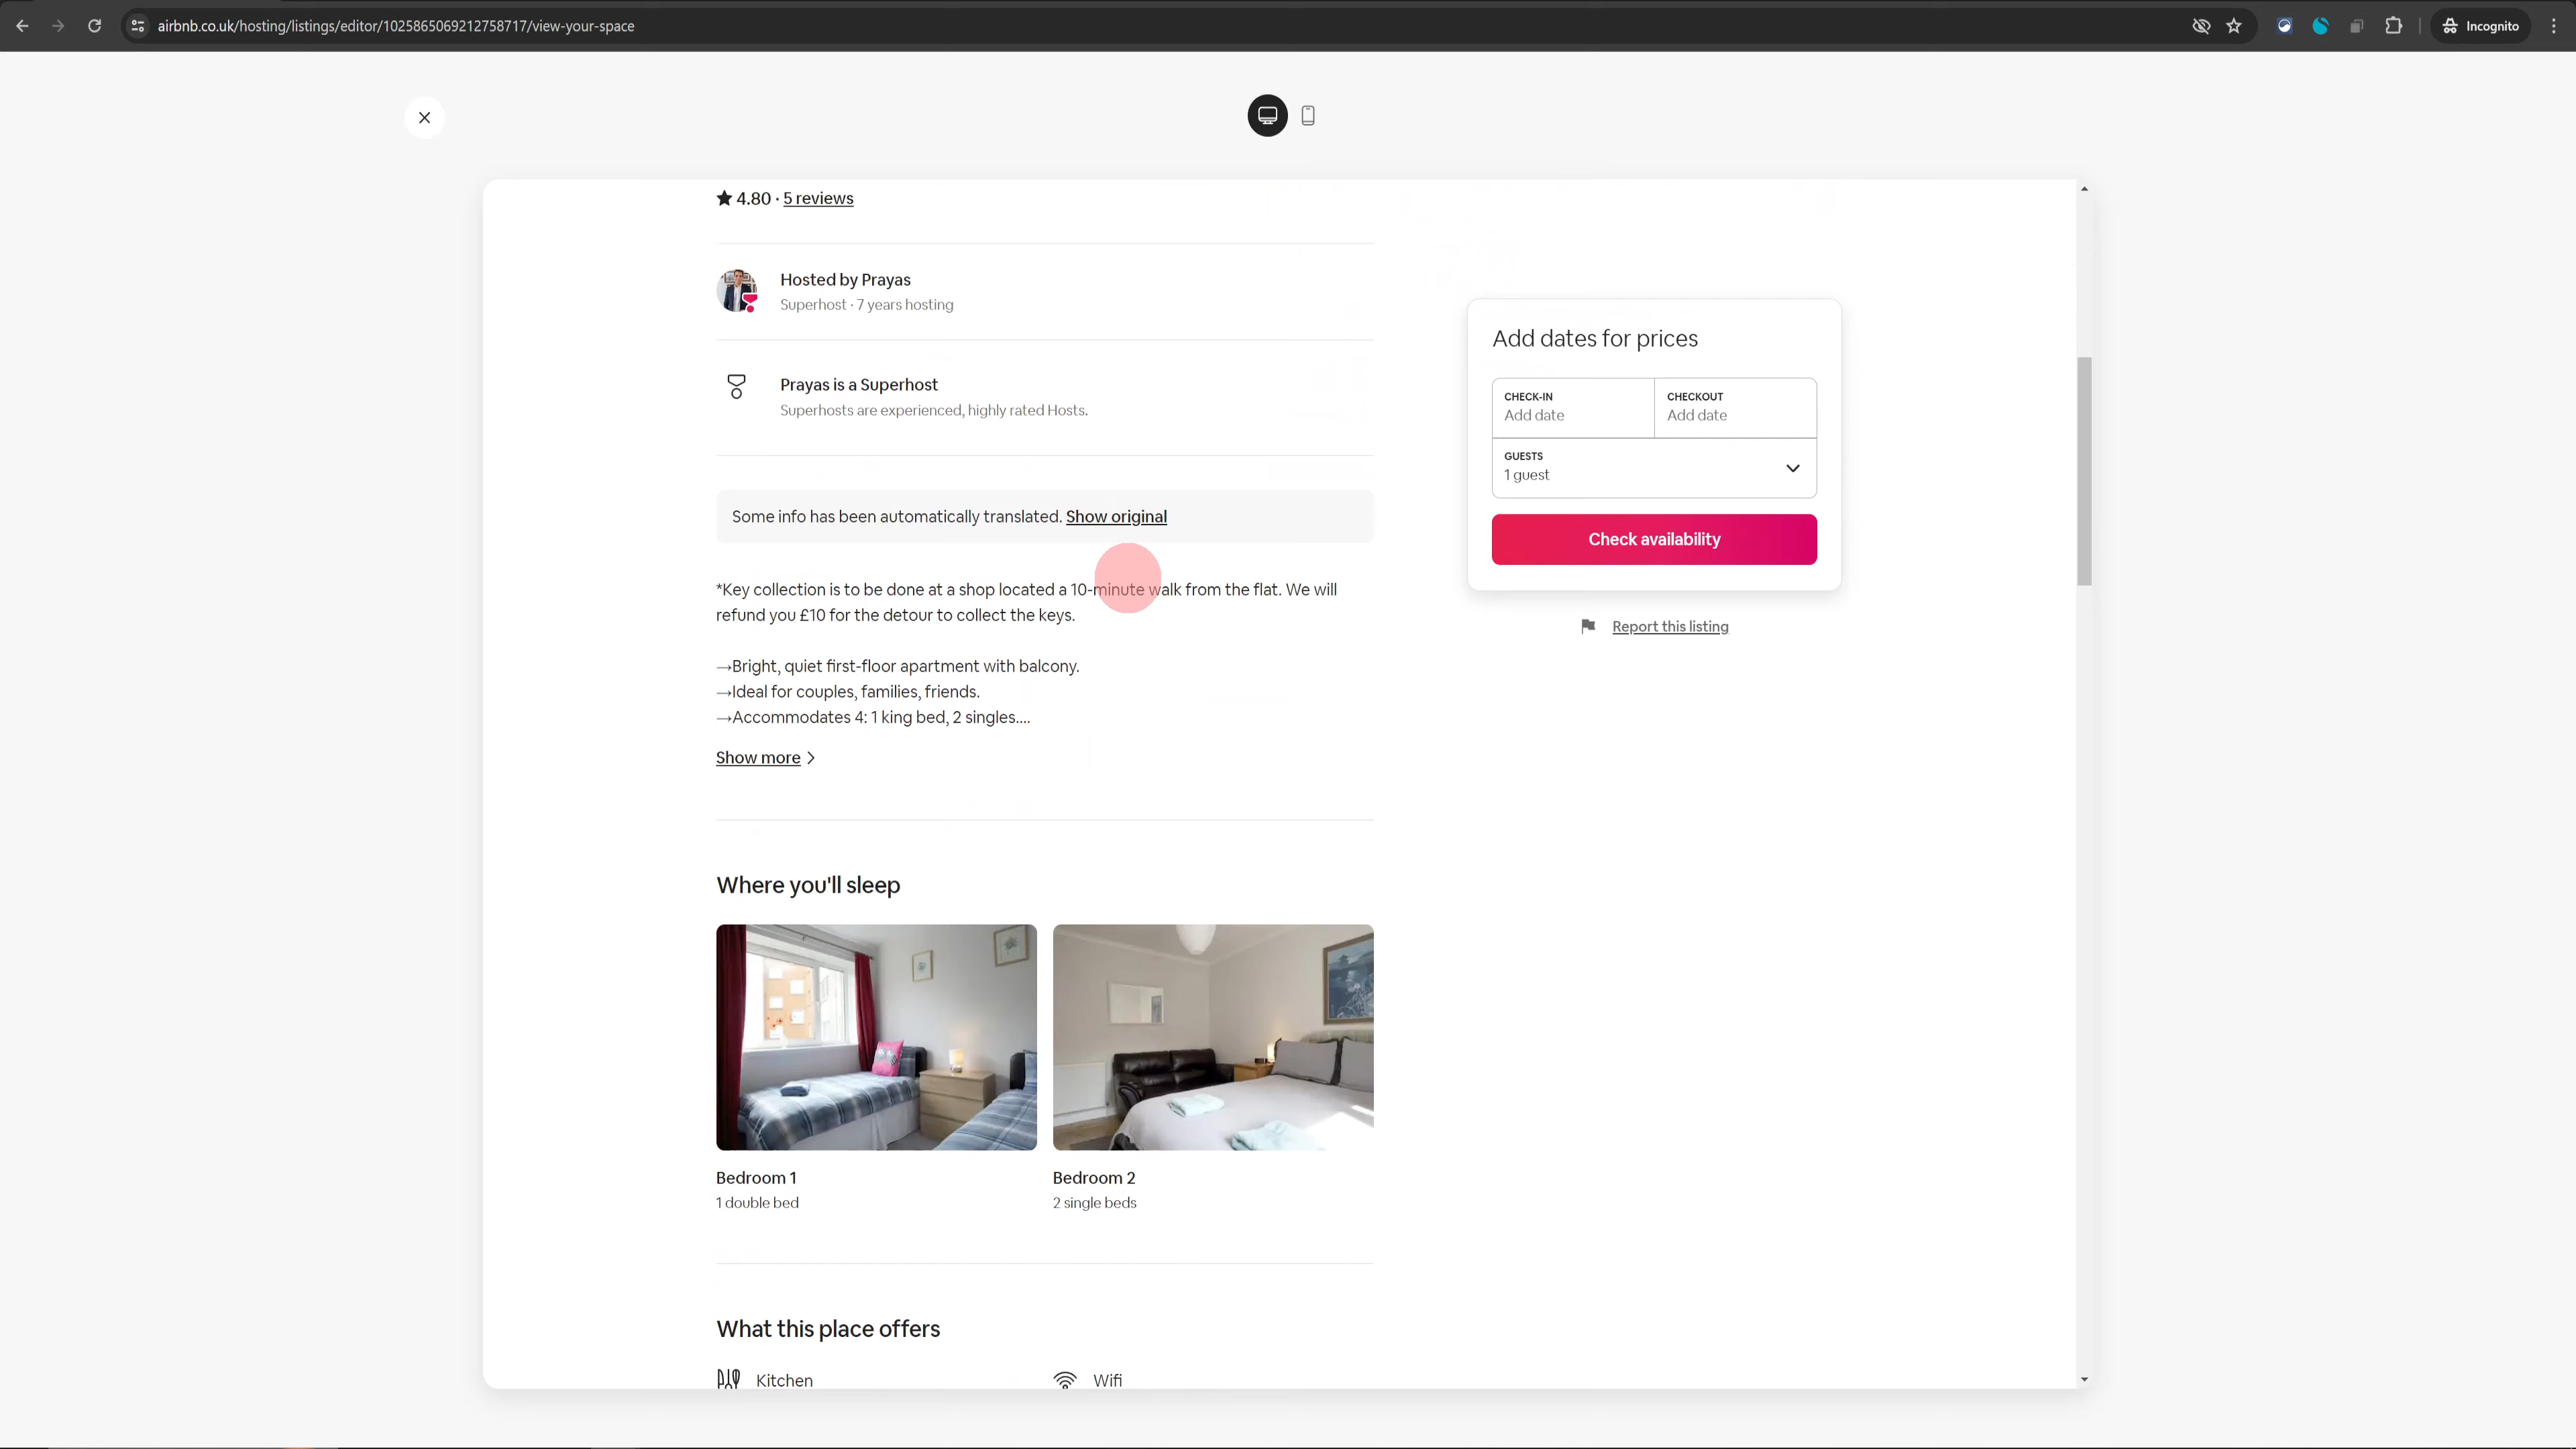 airbnb.co.uk/hosting/listings/editor/1025865069212758717/view-your-space
Incognito
4.80 · 5 reviews
Hosted by Prayas
Superhost · 7 years hosting
Prayas is a Superhost
Superhosts are experienced, highly rated Hosts.
Some info has been automatically translated. Show original
*Key collection is to be done at a shop located a 10-minute walk from the flat. We will
refund you £10 for the detour to collect the keys.
→Bright, quiet first-floor apartment with balcony.
→Ideal for couples, families, friends.
→Accommodates 4: 1 king bed, 2 singles....
Show more
Add dates for prices
CHECK-IN
Add date
CHECKOUT
Add date
GUESTS
1 guest
Check availability
Report this listing
Where you'll sleep
Bedroom 1
1 double bed
Bedroom 2
2 single beds
What this place offers
Kitchen
Wifi